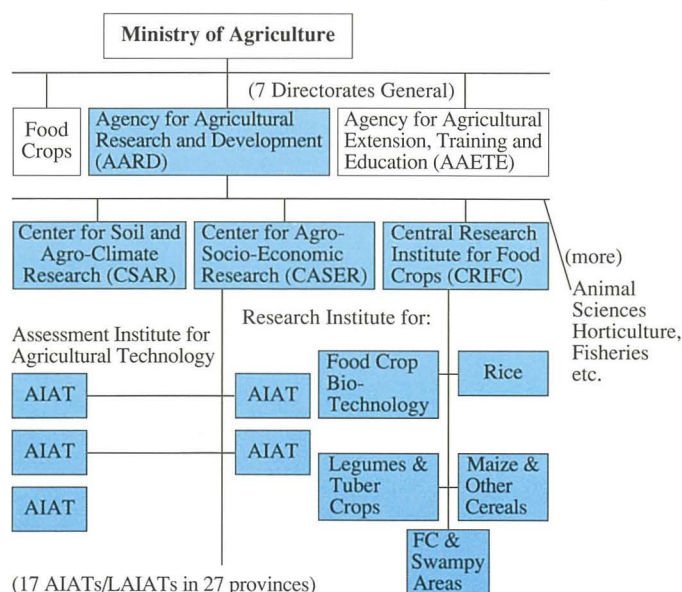 Ministry of Agriculture
(7 Directorates General)
Food
Crops
Agency for Agricultural
Research and Development
(AARD)
Agency for Agricultural
Extension, Training and
Education (AAETE)
Center for Soil and
Agro-Climate
Research (CSAR)
Center for Agro-
Socio-Economic
Research (CASER)
Central Research
Institute for Food
Crops (CRIFC)
(more)
Animal
Sciences
Horticulture,
Fisheries
etc.
Assessment Institute for
Agricultural Technology
AIAT
AIAT
AIAT
AIAT
AIAT
Research Institute for:
Food Crop
Bio-
Technology
Rice
Legumes &
Tuber
Crops
Maize &
Other
Cereals
FC &
Swampy
Areas
(17 AIATs/LAIATs in 27 provinces)